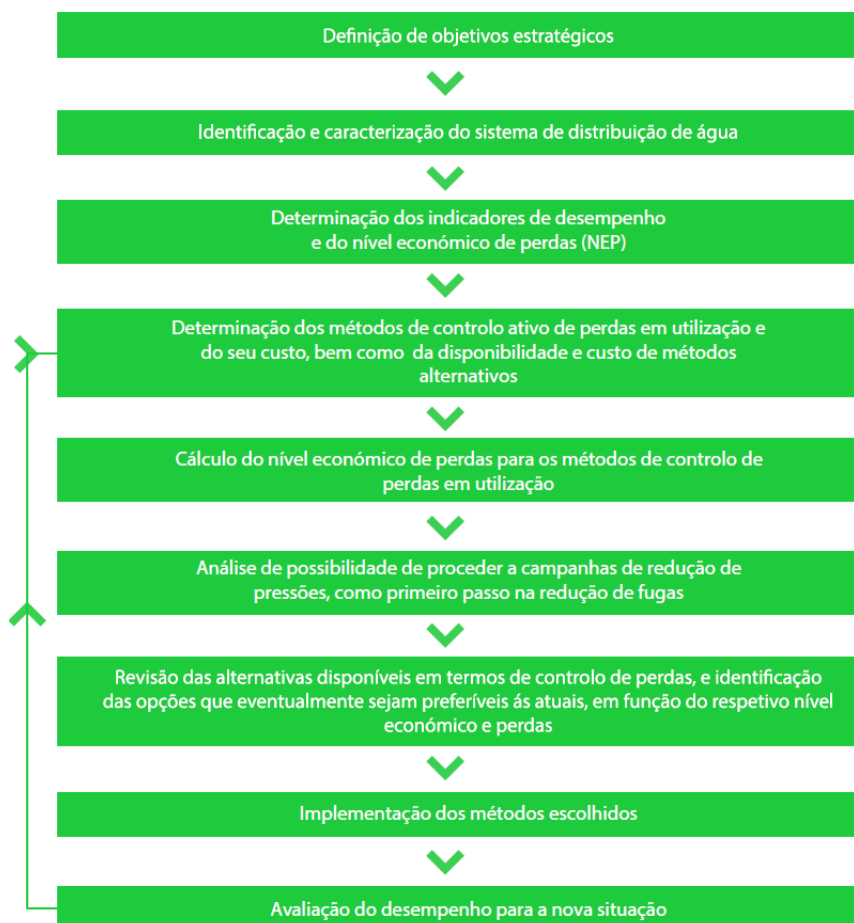 Definição de objetivos estratégicos
Identificação e caracterização do sistema de distribuição de água
Determinação dos indicadores de desempenho
e do nível económico de perdas (NEP)
Determinação dos métodos de controlo ativo de perdas em utilização e
do seu custo, bem como da disponibilidade e custo de métodos
alternativos
Cálculo do nível económico de perdas para os métodos de controlo de
perdas em utilização
Análise de possibilidade de proceder a campanhas de redução de
pressões, como primeiro passo na redução de fugas
Revisão das alternativas disponíveis em termos de controlo de perdas, e identificação
das opções que eventualmente sejam preferíveis ás atuais, em função do respetivo nível
económico e perdas
Implementação dos métodos escolhidos
Avaliação do desempenho para a nova situação